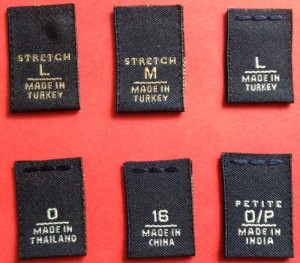 STRETCH
L
MADE IN
TURKEY
STRETCH
M
MADE IN
TURKEY
L
MADE IN
TURKEY
0
MADE IN
THAILAND
16
MADE IN
CHINA
PETITE
0/P
MADE IN
INDIA